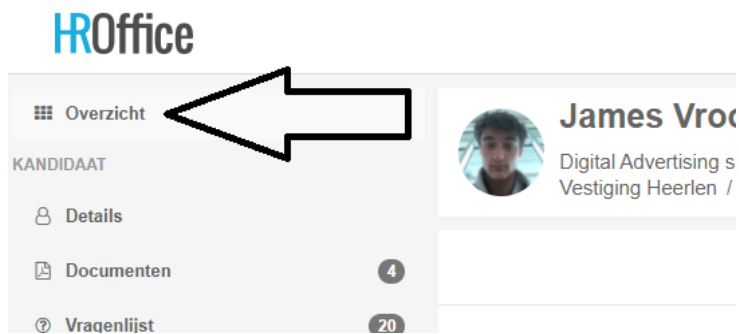 HROffice
Overzicht
KANDIDAAT
Details
Documenten 4
Vragenlijst 20
James
Digital Advertising
Vestiging Heerlen /